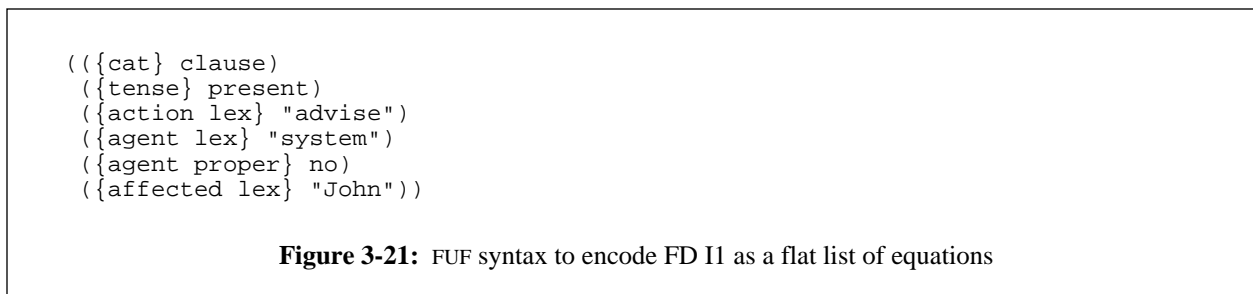 (({cat} clause)
({tense} present)
({action lex} "advise")
({agent lex} "system")
({agent proper} no)
({affected lex} "John"))
Figure 3-21: FUF syntax to encode FD I1 as a flat list of equations